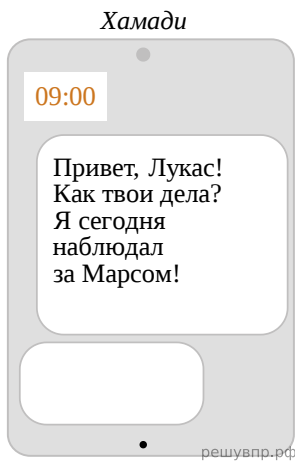 Хамади
09:00
Привет, Лукас!
Как твои дела?
Я сегодня
наблюдал
за Марсом!
решувпр.рф